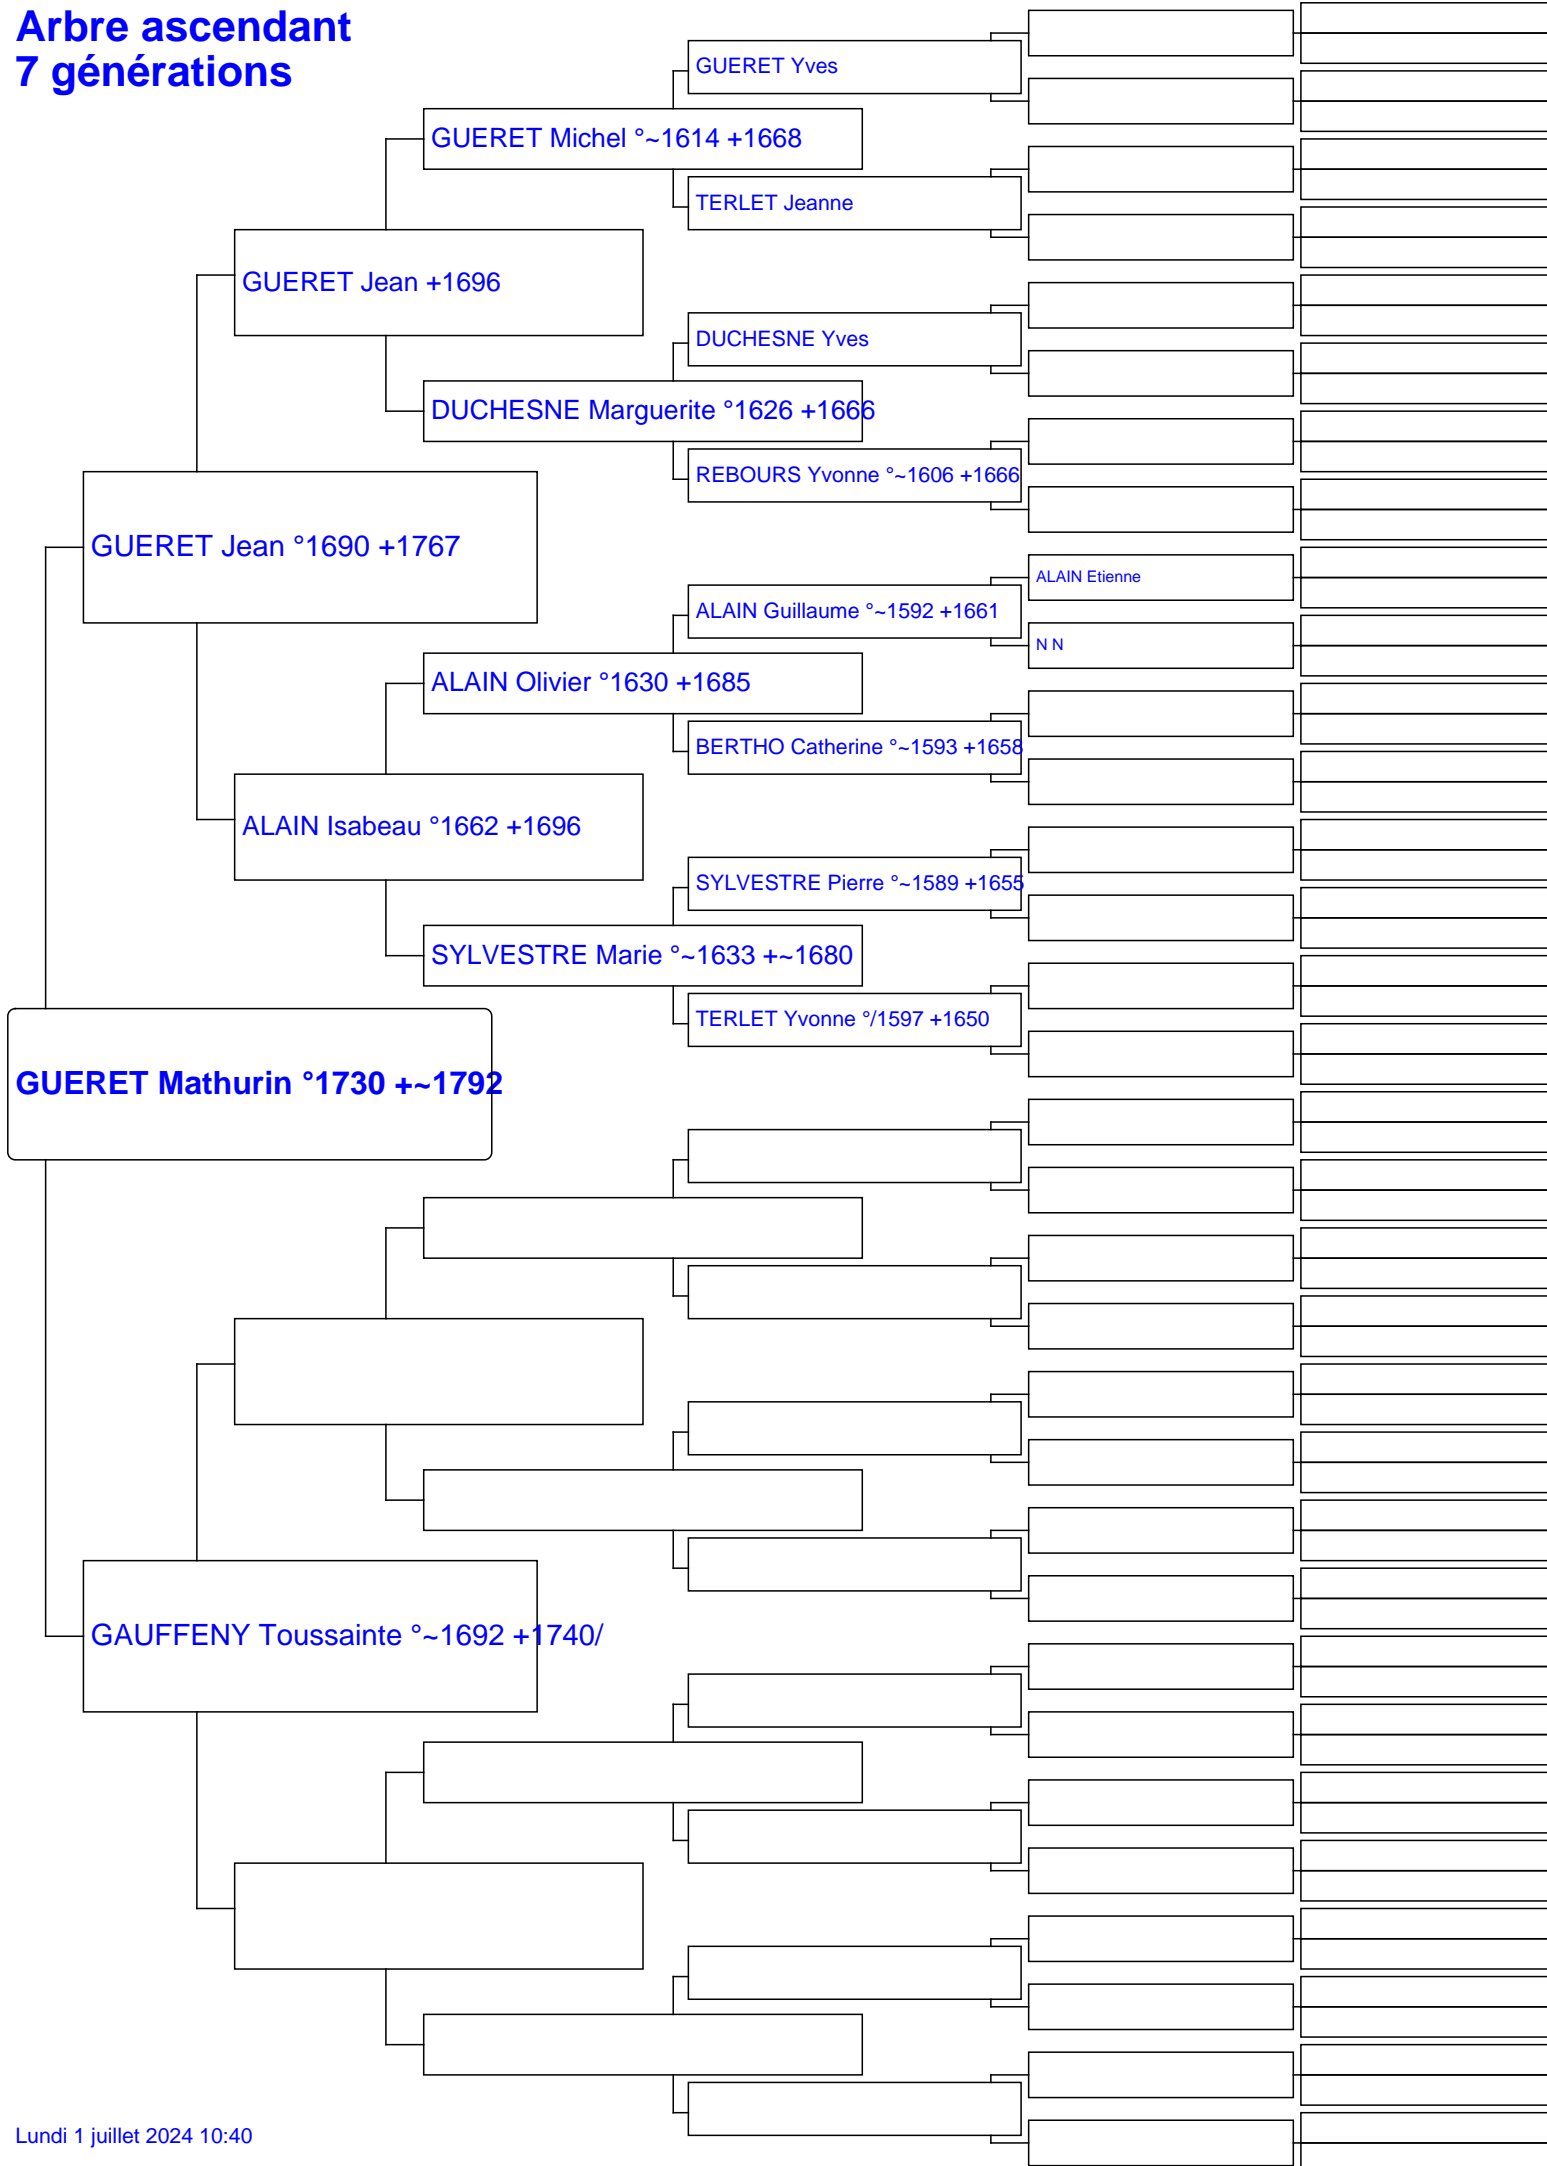 Arbre ascendant
7 générations
GUERET Yves
GUERET Michel °~1614 +1668
TERLET Jeanne
GUERET Jean +1696
DUCHESNE Yves
DUCHESNE Marguerite °1626 +1666
REBOURS Yvonne °~1606 +1666
GUERET Jean °1690 +1767
ALAIN Etienne
ALAIN Guillaume °~1592 +1661
N N
ALAIN Olivier °1630 +1685
BERTHO Catherine °~1593 +1658
ALAIN Isabeau °1662 +1696
SYLVESTRE Pierre °~1589 +1655
SYLVESTRE Marie °~1633 +~1680
TERLET Yvonne °/1597 +1650
GUERET Mathurin °1730 +~1792
GAUFFENY Toussainte °~1692 +1740/
Lundi 1 juillet 2024 10:40